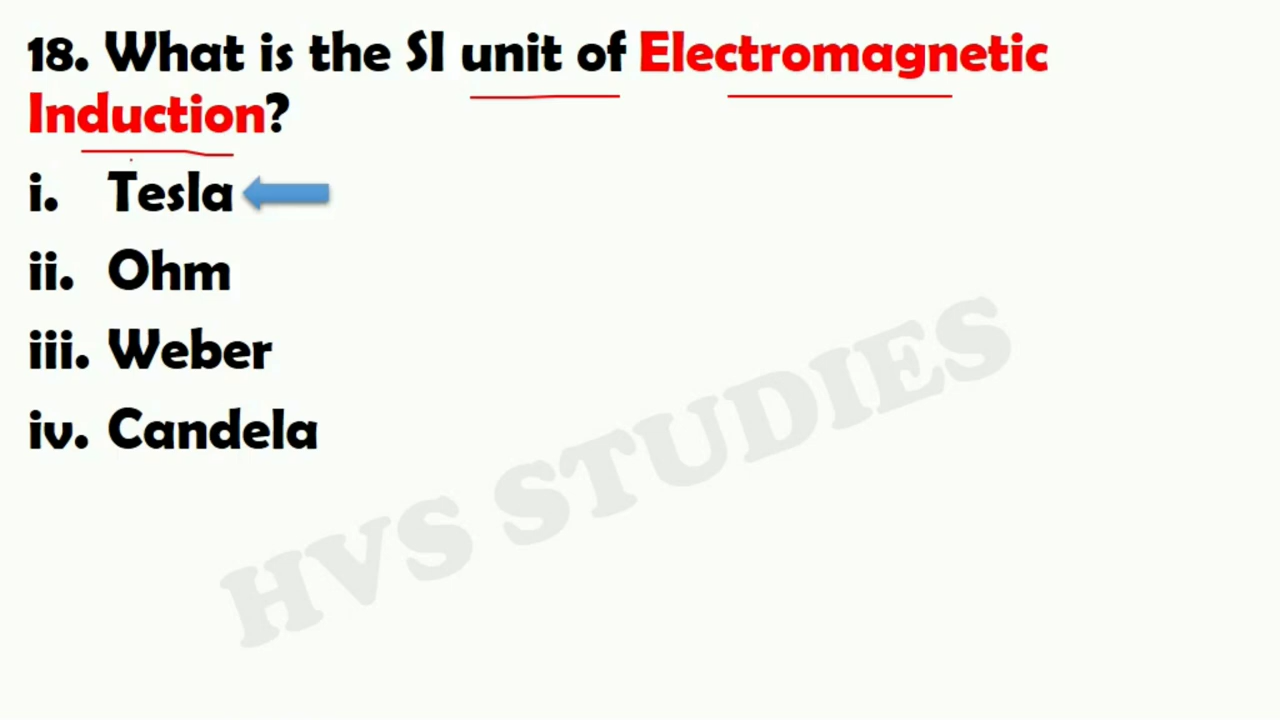 18. What is the SI unit of Electromagnetic
Induction?
i. Tesla
ii. Ohm
iii. Weber
iv. Candela
HVS STUDIES